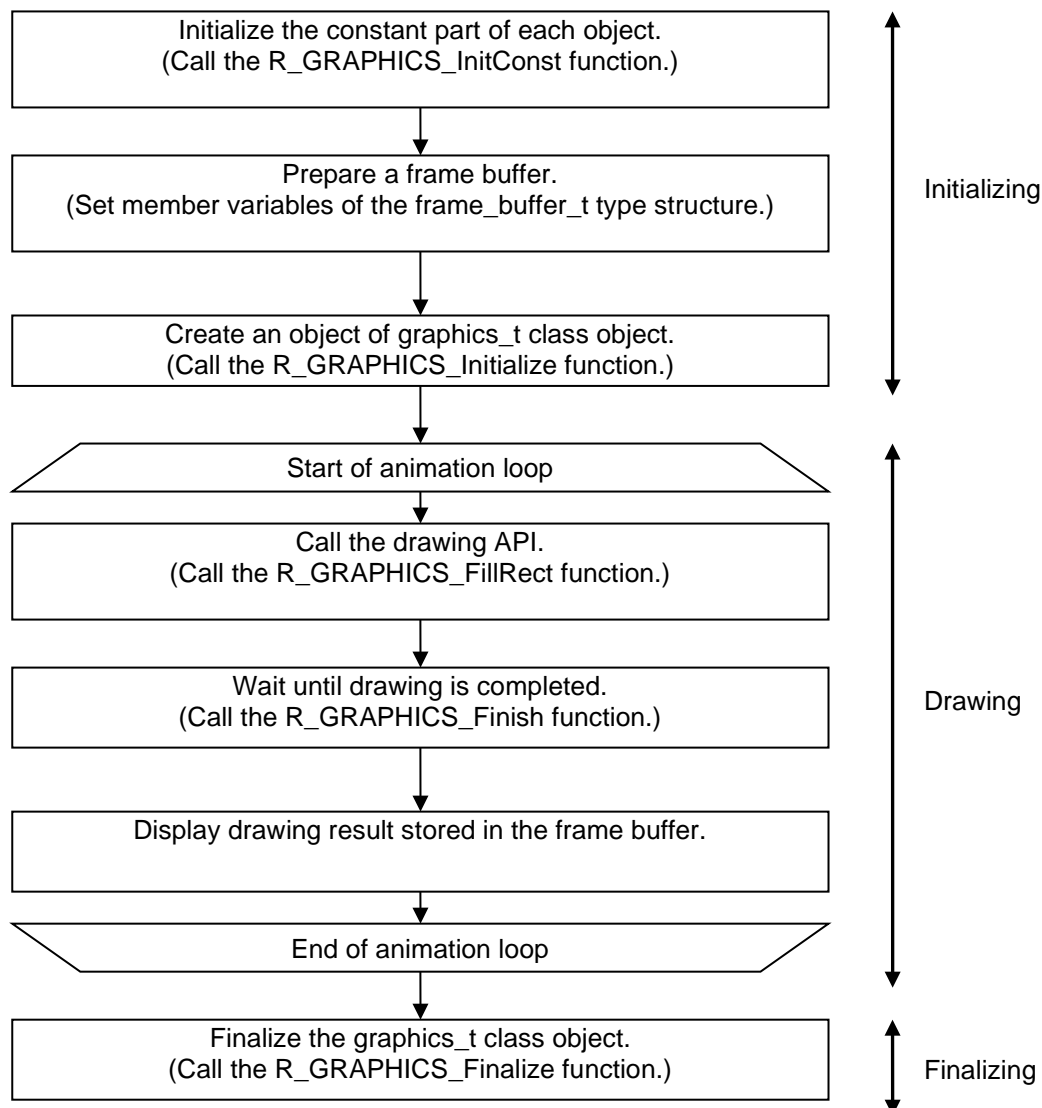 Initialize the constant part of each object.
(Call the R_GRAPHICS_InitConst function.)
Prepare a frame buffer.
(Set member variables of the frame_buffer_t type structure.)
Initializing
Create an object of graphics_t class object.
(Call the R_GRAPHICS_Initialize function.)
Start of animation loop
Call the drawing API.
(Call the R_GRAPHICS_FillRect function.)
Wait until drawing is completed.
(Call the R_GRAPHICS_Finish function.)
Drawing
Display drawing result stored in the frame buffer.
End of animation loop
Finalize the graphics_t class object.
(Call the R_GRAPHICS_Finalize function.)
Finalizing